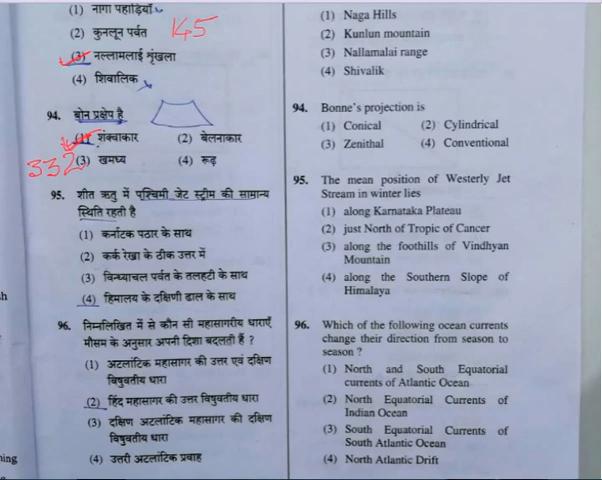 (1) नागा पहाड़ियाँ
(2) कुनलून पर्वत
145
(3) नल्लामलाई शृंखला
(4) शिवालिक
94. बोन प्रक्षेप है
(1) शंक्वाकार (2) बेलनाकार
332
(3) खमध्य (4) रूढ़
95. शीत ऋतु में पश्चिमी जेट स्ट्रीम की सामान्य
स्थिति रहती है
(1) कर्नाटक पठार के साथ
(2) कर्क रेखा के ठीक उत्तर में
(3) विन्ध्याचल पर्वत के तलहटी के साथ
(4) हिमालय के दक्षिणी ढाल के साथ
96. निम्नलिखित में से कौन सी महासागरीय धाराएँ
मौसम के अनुसार अपनी दिशा बदलती हैं ?
(1) अटलांटिक महासागर की उत्तर एवं दक्षिण
विषुवतीय धारा
(2) हिंद महासागर की उत्तर विषुवतीय धारा
(3) दक्षिण अटलांटिक महासागर की दक्षिण
विषुवतीय धारा
(4) उत्तरी अटलांटिक प्रवाह
(1) Naga Hills
(2) Kunlun mountain
(3) Nallamalai range
(4) Shivalik
94. Bonne's projection is
(1) Conical (2) Cylindrical
(3) Zenithal (4) Conventional
95. The mean position of Westerly Jet
Stream in winter lies
(1) along Karnataka Plateau
(2) just North of Tropic of Cancer
(3) along the foothills of Vindhyan
Mountain
(4) along the Southern Slope of
Himalaya
96. Which of the following ocean currents
change their direction from season to
season ?
(1) North and South Equatorial
currents of Atlantic Ocean
(2) North Equatorial Currents of
Indian Ocean
(3) South Equatorial Currents of
South Atlantic Ocean
(4) North Atlantic Drift